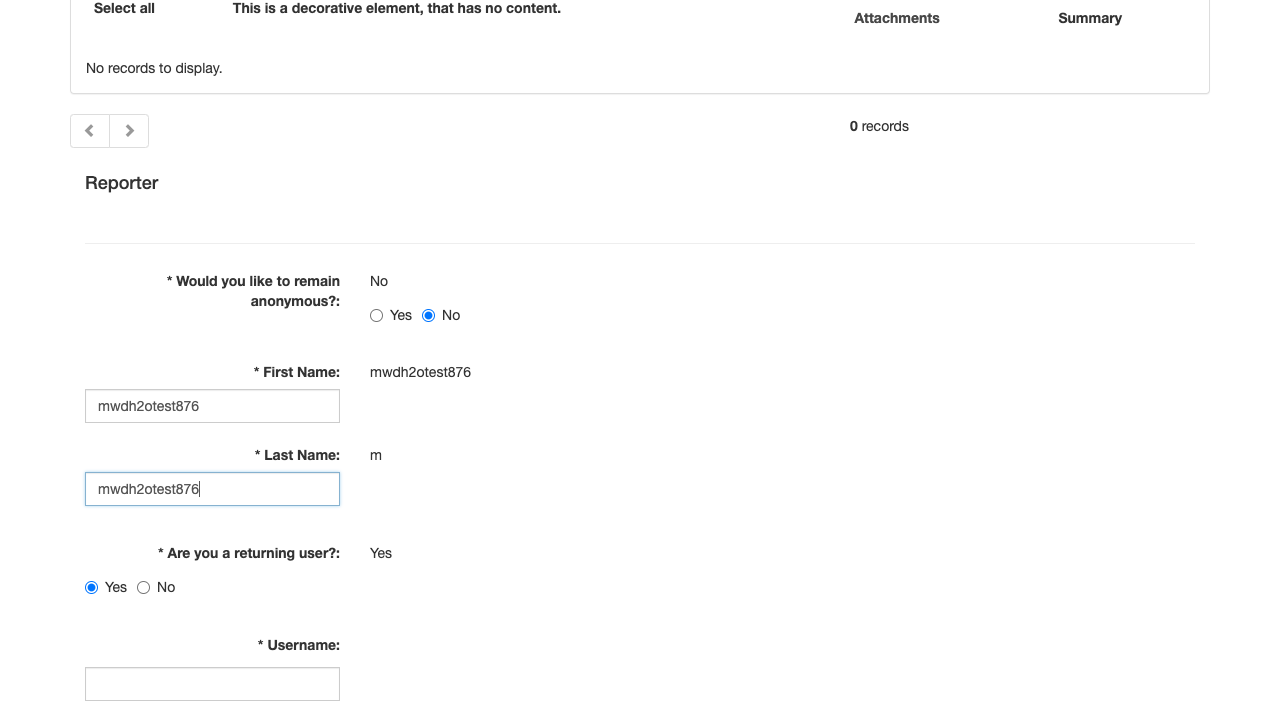 Select all
This is a decorative element, that has no content.
Attachments
Summary
No records to display.
0 records
Reporter
* Would you like to remain
anonymous?:
No
Yes
No
* First Name:
mwdh2otest876
mwdh2otest876
* Last Name:
m
mwdh2otest876
* Are you a returning user?:
Yes
Yes
No
* Username: